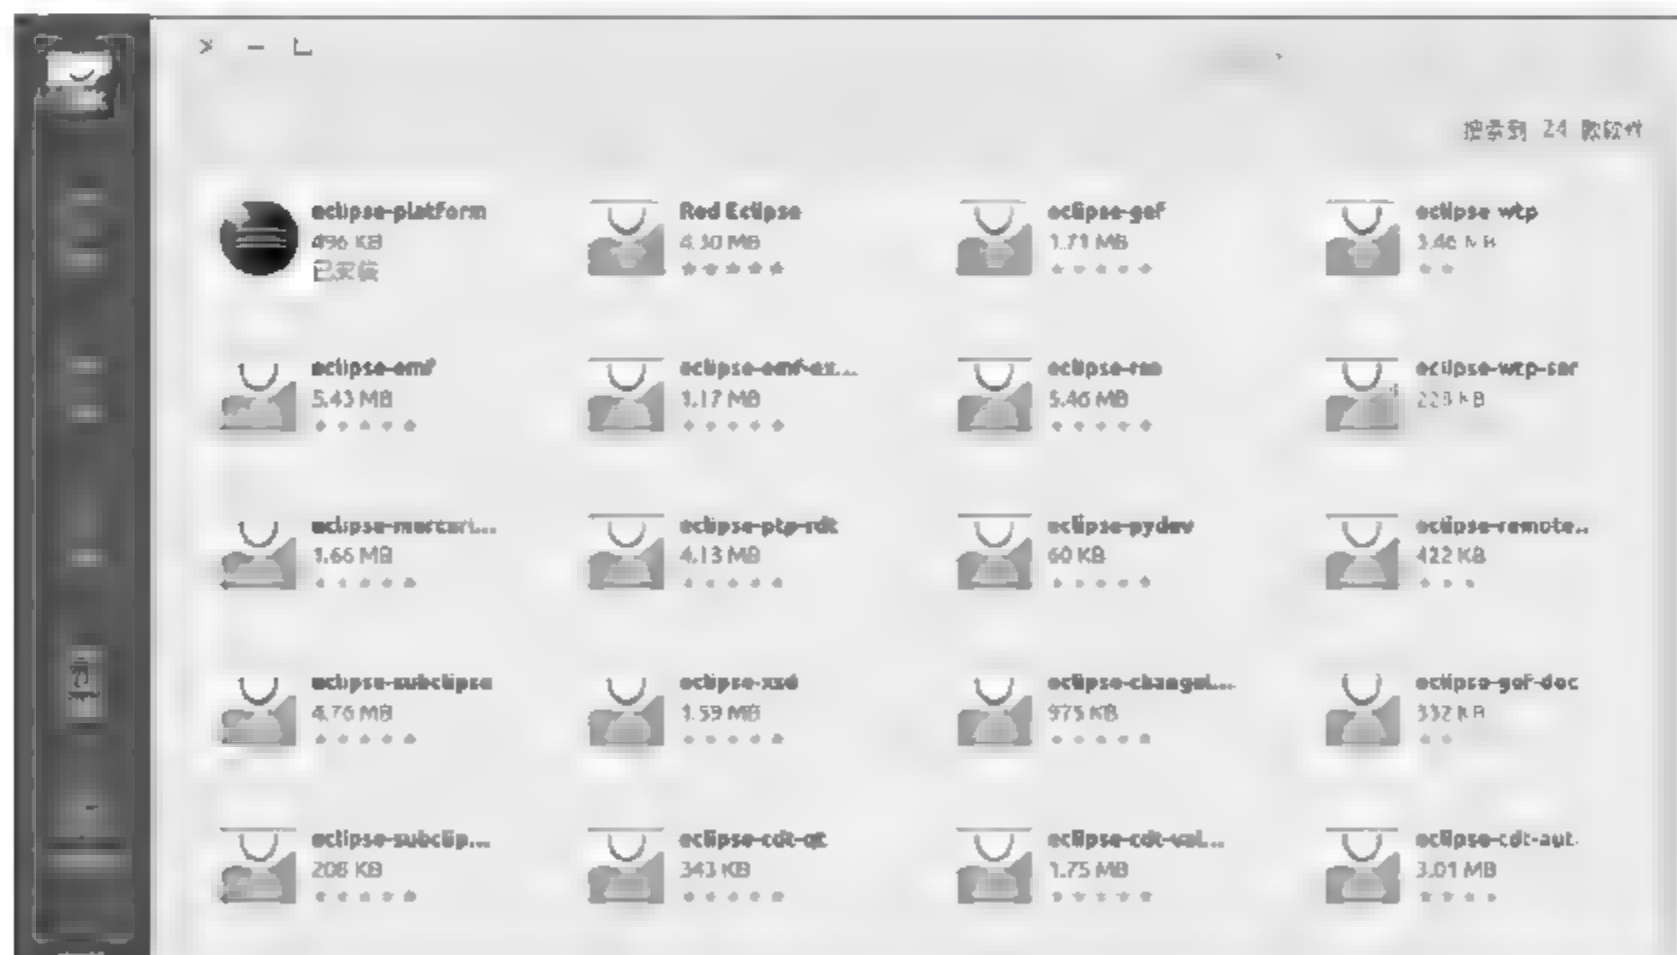 搜索到 24 款软件
eclipse-platform
496 KB
已安装
Red Eclipse
4.30 MB
eclipse-gef
1.71 MB
eclipse-wtp
3.46 MB
eclipse-emf
5.43 MB
eclipse-emf-ex...
1.17 MB
eclipse-rse
5.46 MB
eclipse-wtp-ser
228 KB
eclipse-mercuri...
1.66 MB
eclipse-ptp-rdt
4.13 MB
eclipse-pydev
60 KB
eclipse-remote..
422 KB
eclipse-subclipse
4.76 MB
eclipse-xsd
1.59 MB
eclipse-changel...
975 KB
eclipse-gef-doc
332 KB
eclipse-subclip...
208 KB
eclipse-cdt-qt
343 KB
eclipse-cdt-val...
1.75 MB
eclipse-cdt-aut.
3.01 MB